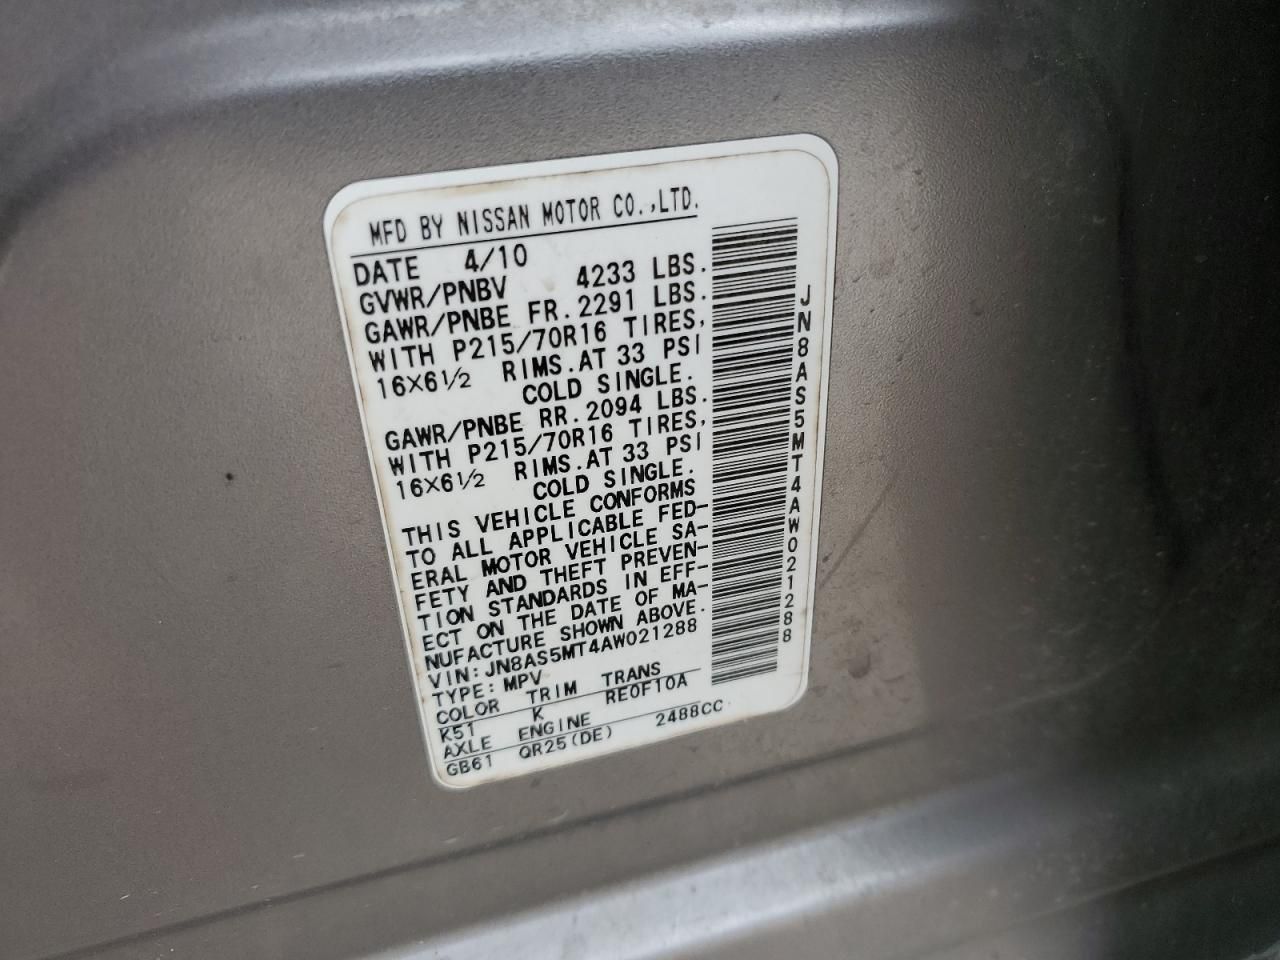 MFD BY NISSAN MOTOR CO.,LTD.
DATE 4/10
GVWR/PNBV 4233 LBS.
GAWR/PNBE FR.2291 LBS.
WITH P215/70R16 TIRES,
16X6½ RIMS.AT 33 PSI
COLD SINGLE.
GAWR/PNBE RR.2094 LBS.
WITH P215/70R16 TIRES,
16X6½ RIMS.AT 33 PSI
COLD SINGLE.
THIS VEHICLE CONFORMS
TO ALL APPLICABLE FED-
ERAL MOTOR VEHICLE SA-
FETY AND THEFT PREVEN-
TION STANDARDS IN EFF-
ECT ON THE DATE OF MA-
NUFACTURE SHOWN ABOVE.
VIN:JN8AS5MT4AW021288
TYPE:MPV
COLOR TRIM TRANS
K51 K RE0F10A
AXLE ENGINE
GB61 QR25(DE) 2488CC
JN8AS5MT4AW021288